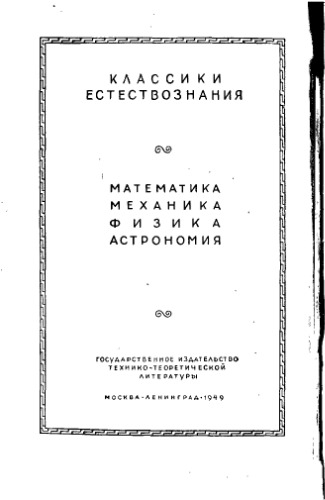 КЛАССИКИ
ЕСТЕСТВОЗНАНИЯ
МАТЕМАТИКА
МЕХАНИКА
ФИЗИКА
АСТРОНОМИЯ
ГОСУДАРСТВЕННОЕ ИЗДАТЕЛЬСТВО
ТЕХНИКО-ТЕОРЕТИЧЕСКОЙ
ЛИТЕРАТУРЫ
МОСКВА-ЛЕНИНГРАД·1949